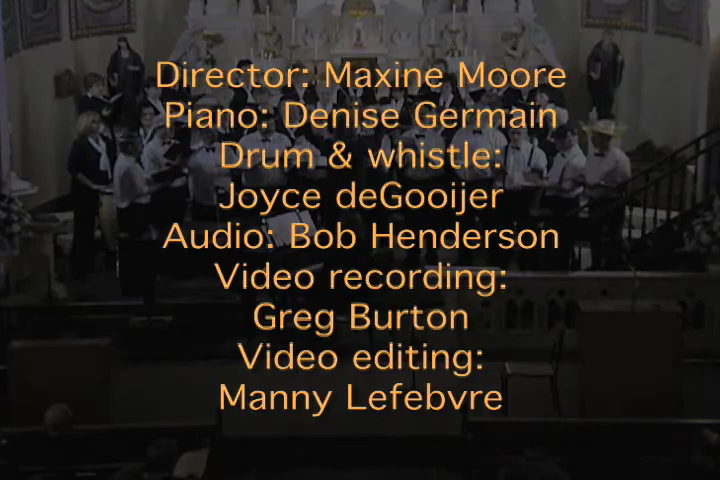 Director: Maxine Moore
Piano: Denise Germain
Drum & whistle:
Joyce deGooijer
Audio: Bob Henderson
Video recording:
Greg Burton
Video editing:
Manny Lefebvre